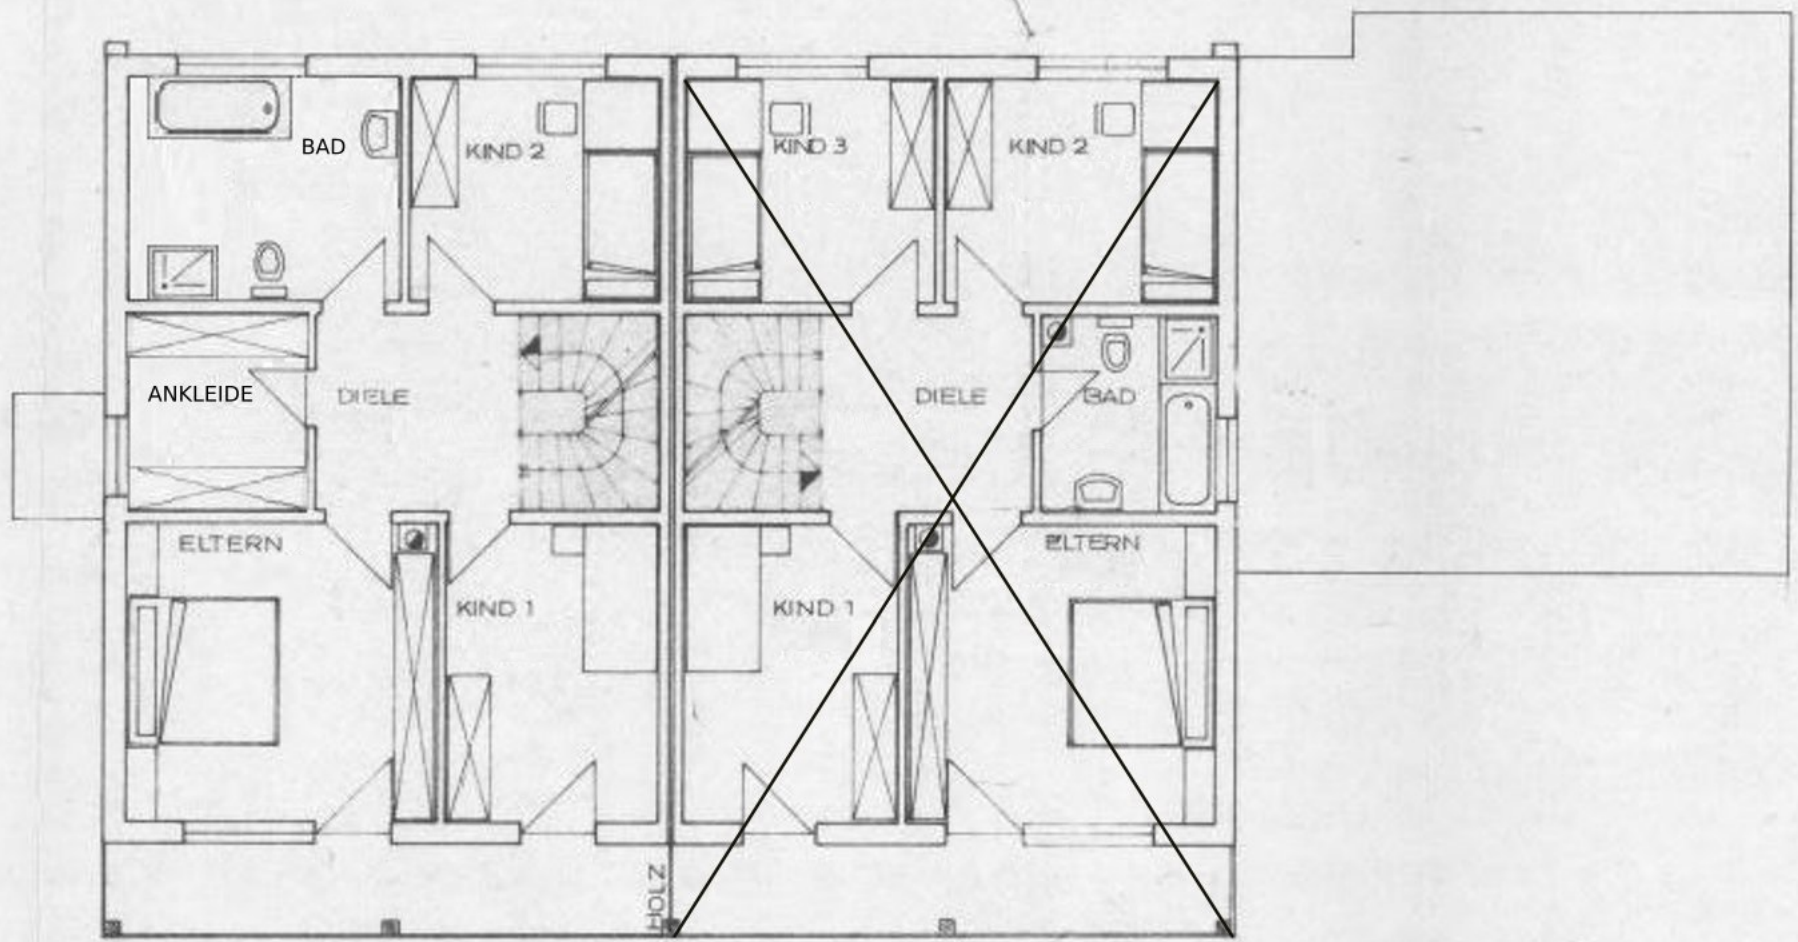 BAD
KIND 2
KIND 3
KIND 2
ANKLEIDE
DIELE
DIELE
BAD
ELTERN
ELTERN
KIND 1
KIND 1
HOLZ